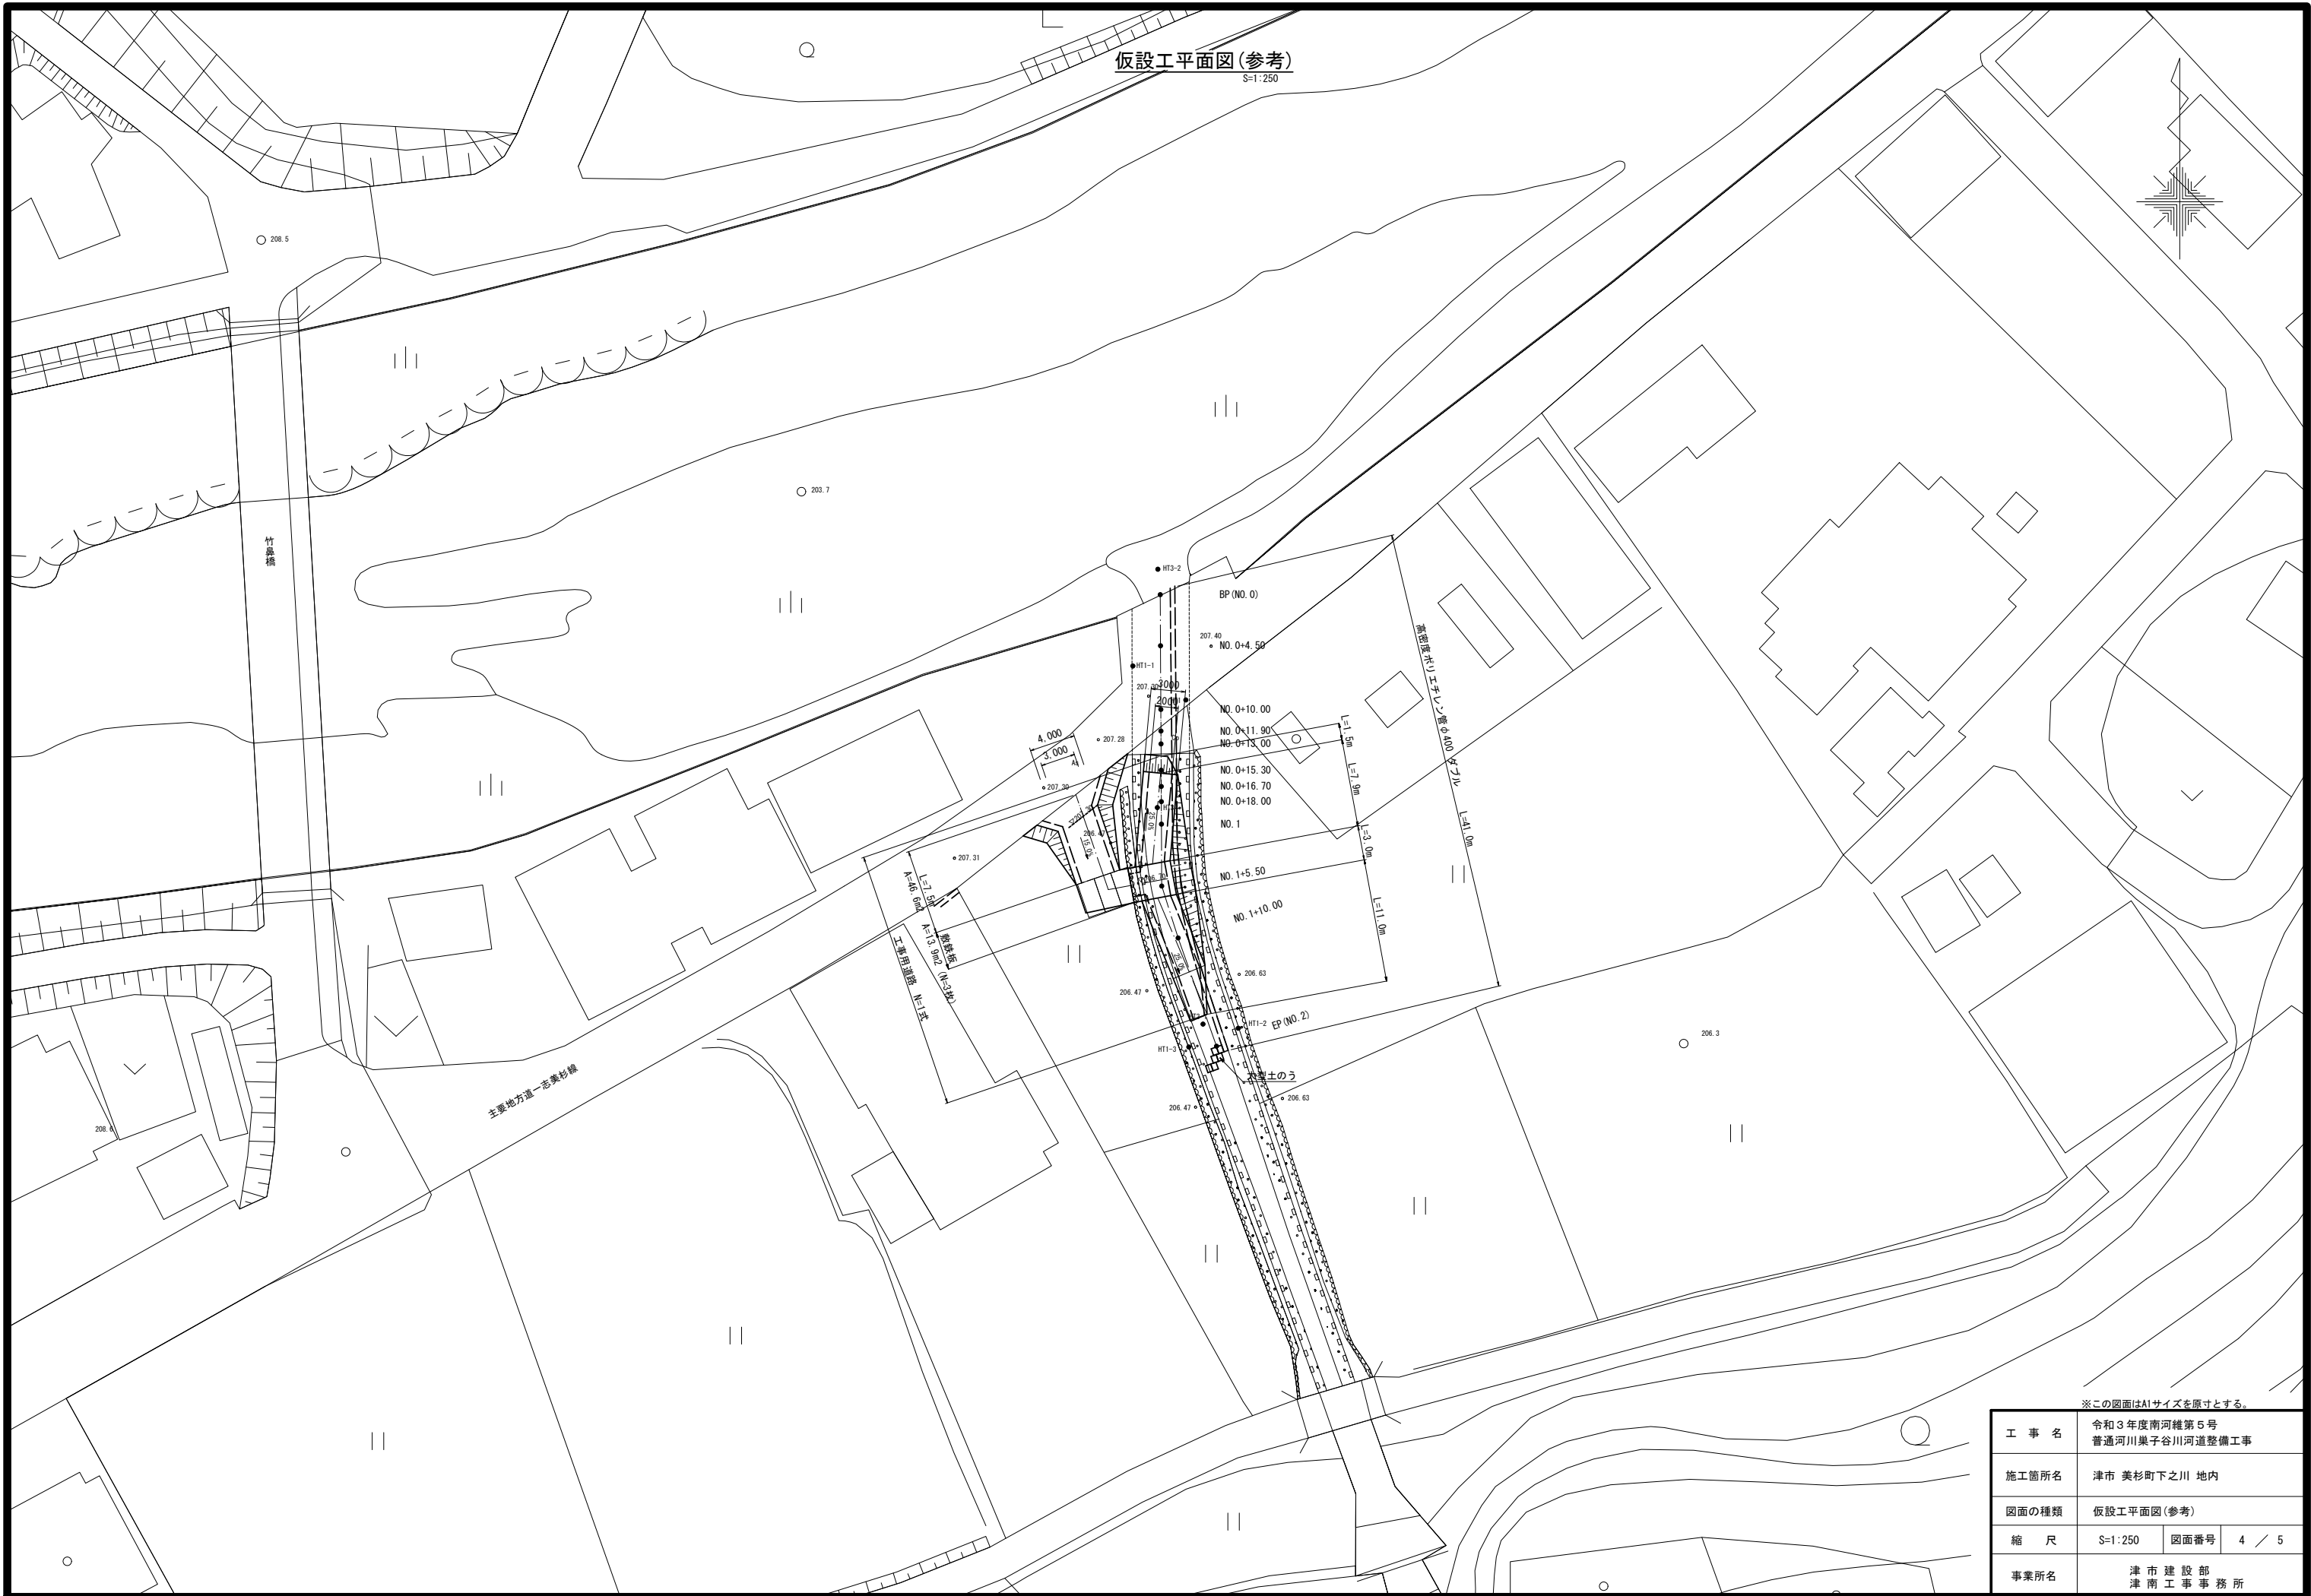 仮設工平面図(参考)
S=1:250
208.5
203.7
竹鼻橋
HT3-2
BP(NO.0)
207.40
NO.0+4.50
HT1-1
3000
2000
NO.0+10.00
NO.0+11.90
NO.0+13.00
NO.0+15.30
NO.0+16.70
NO.0+18.00
NO.1
NO.1+5.50
NO.1+10.00
EP(NO.2)
4.000
3.000
As
207.28
207.30
207.31
L=1.5m
L=7.9m
L=3.0m
L=11.0m
高密度ポリエチレン管φ400 ダブル L=41.0m
L=7.5m
A=46.6m2
敷鉄板
A=13.9m2 (N=3枚)
工事用道路 N=1式
206.47
206.63
HT1-2
HT1-3
大型土のう
206.47
206.63
206.3
主要地方道一志美杉線
208.6
※この図面はA1サイズを原寸とする。
工事名 令和3年度南河維第5号
普通河川巣子谷川河道整備工事
施工箇所名 津市 美杉町下之川 地内
図面の種類 仮設工平面図(参考)
縮尺 S=1:250 図面番号 4 / 5
事業所名 津市建設部
津南工事事務所